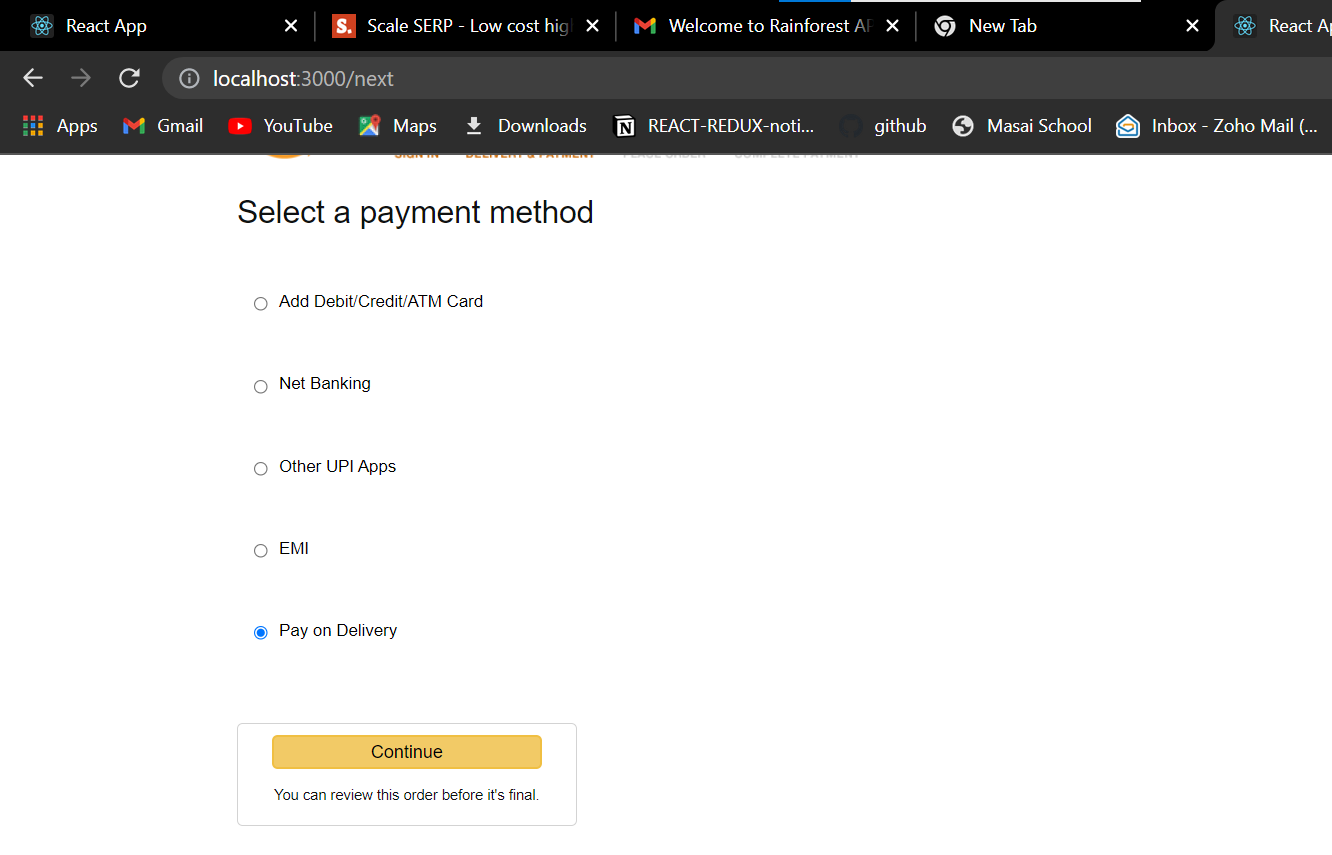 React App
Scale SERP - Low cost hig
Welcome to Rainforest AP
New Tab
React Ap
localhost:3000/next
Apps
Gmail
YouTube
Maps
Downloads
REACT-REDUX-noti...
github
Masai School
Inbox - Zoho Mail (...
SIGN IN DELIVERY & PAYMENT PLACE ORDER COMPLETE PAYMENT
Select a payment method
Add Debit/Credit/ATM Card
Net Banking
Other UPI Apps
EMI
Pay on Delivery
Continue
You can review this order before it's final.